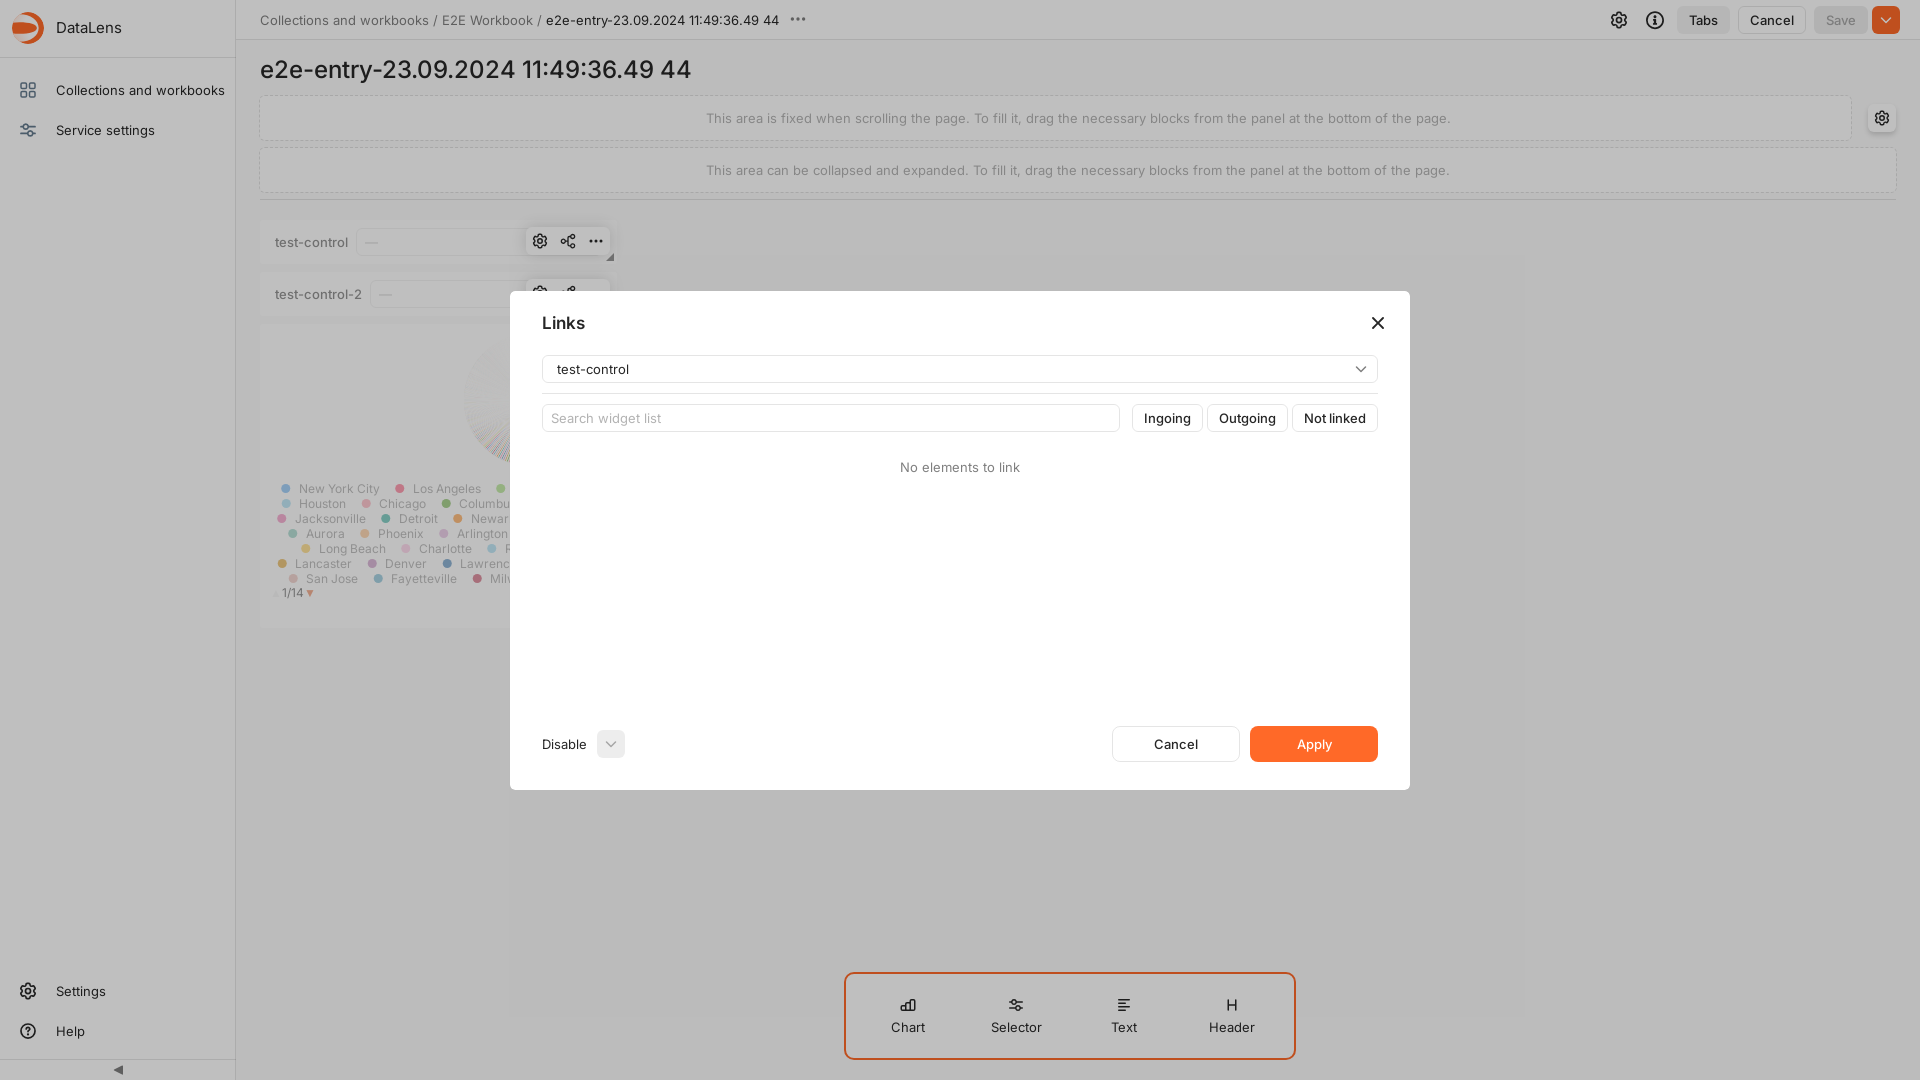 DataLens
Collections and workbooks / E2E Workbook / e2e-entry-23.09.2024 11:49:36.49 44
Tabs
Cancel
Save
Collections and workbooks
Service settings
e2e-entry-23.09.2024 11:49:36.49 44
This area is fixed when scrolling the page. To fill it, drag the necessary blocks from the panel at the bottom of the page.
This area can be collapsed and expanded. To fill it, drag the necessary blocks from the panel at the bottom of the page.
test-control —
test-control-2 —
New York City Los Angeles
Houston Chicago
Jacksonville Detroit
Aurora Phoenix Arlington
Long Beach Charlotte
Lancaster Denver
San Jose Fayetteville
1/14
Links
test-control
Search widget list
Ingoing
Outgoing
Not linked
No elements to link
Disable
Cancel
Apply
Chart
Selector
Text
Header
Settings
Help